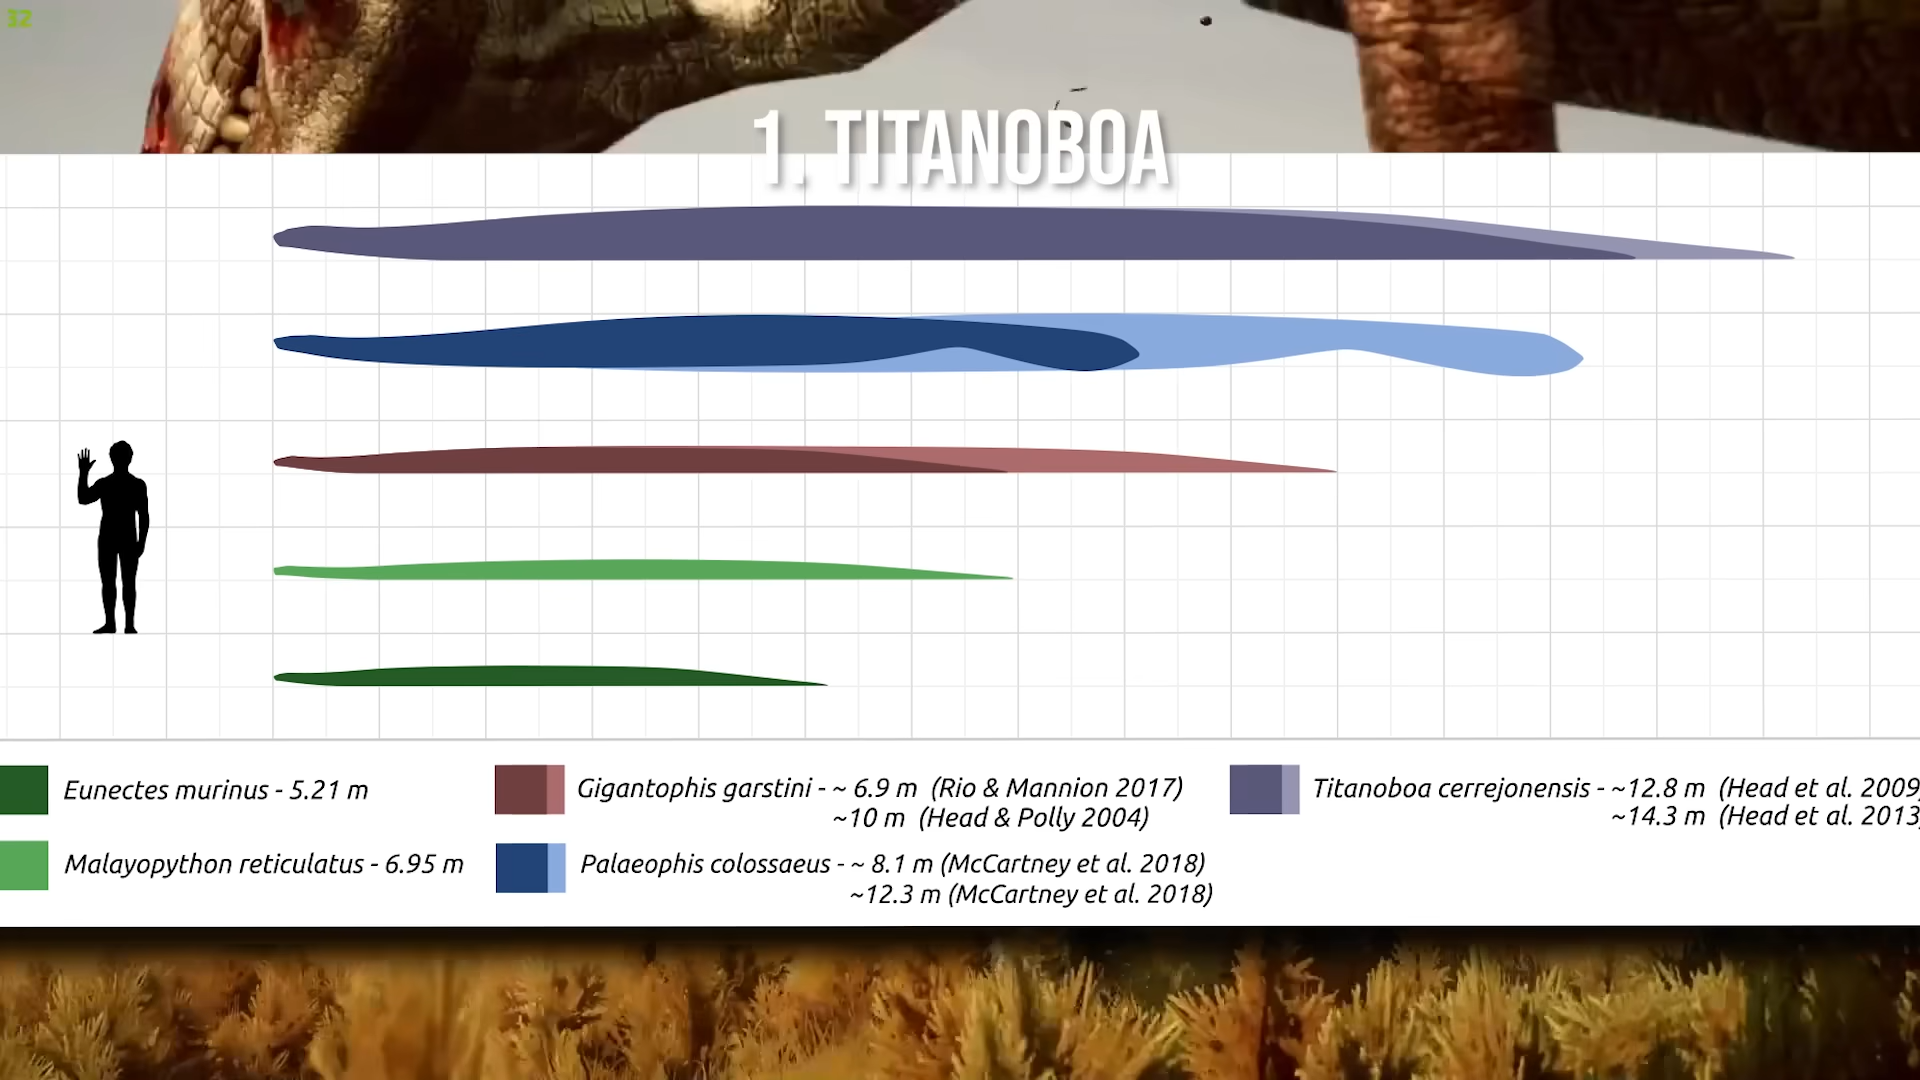 32
1. TITANOBOA
Eunectes murinus - 5.21 m
Malayopython reticulatus - 6.95 m
Gigantophis garstini - ~ 6.9 m (Rio & Mannion 2017)
~10 m (Head & Polly 2004)
Palaeophis colossaeus - ~ 8.1 m (McCartney et al. 2018)
~12.3 m (McCartney et al. 2018)
Titanoboa cerrejonensis - ~12.8 m (Head et al. 2009)
~14.3 m (Head et al. 2013